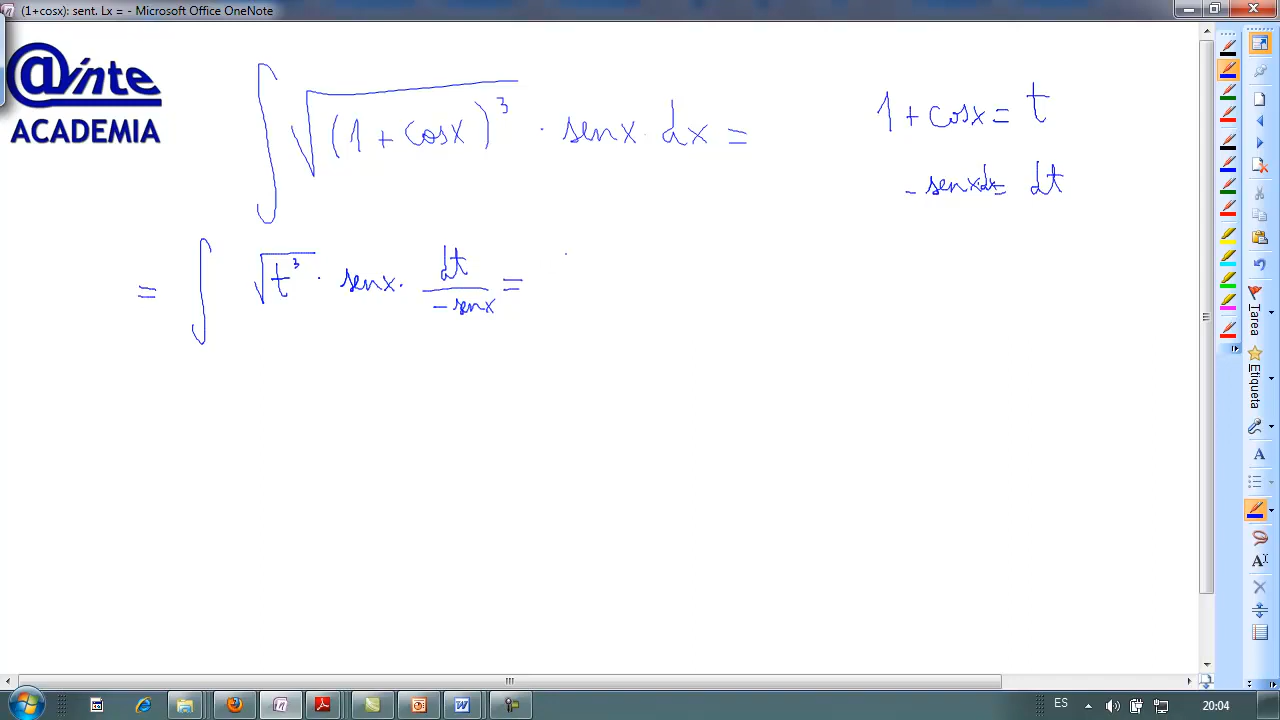 (1+cosx): sent. Lx = - Microsoft Office OneNote
@inte
ACADEMIA
∫ √(1+cosx)³ · senx · dx =
1 + cosx = t
- senxdx = dt
= ∫ √t³ · senx · dt/-senx =
Tarea
Etiqueta
A
A
ES
20:04